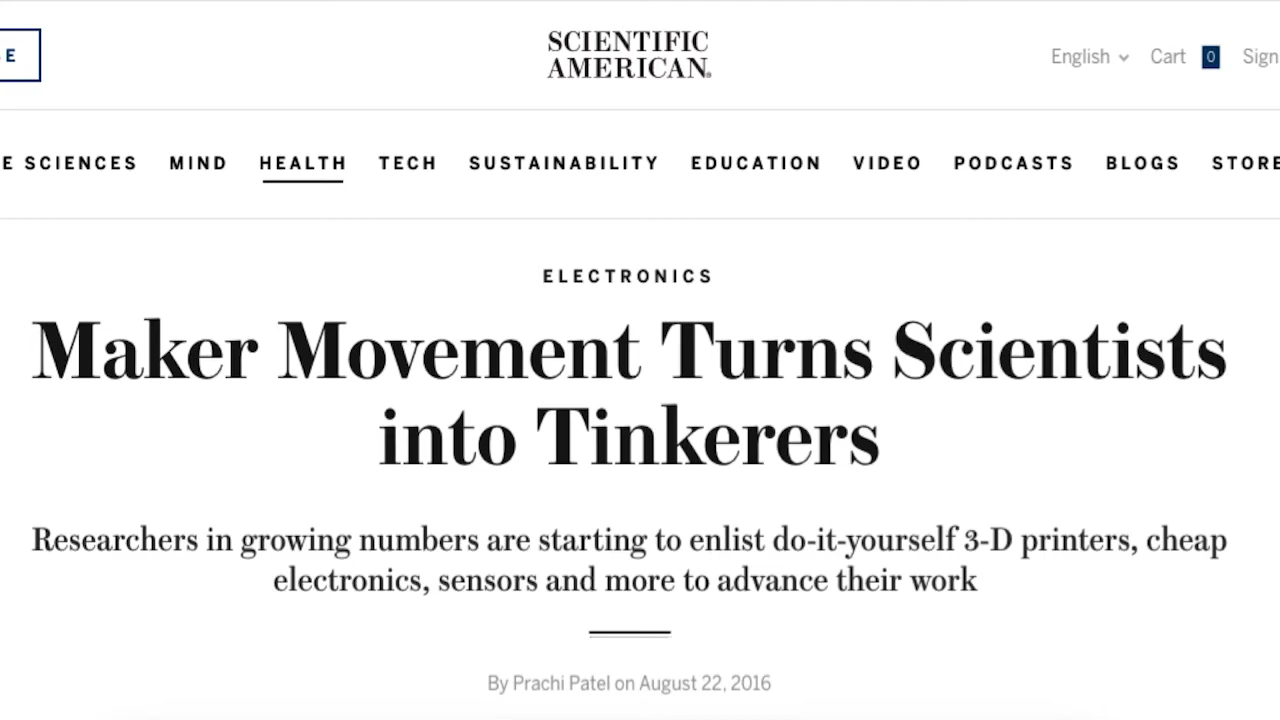 E
SCIENTIFIC
AMERICAN®
English Cart 0 Sign
E SCIENCES MIND HEALTH TECH SUSTAINABILITY EDUCATION VIDEO PODCASTS BLOGS STORE
ELECTRONICS
Maker Movement Turns Scientists
into Tinkerers
Researchers in growing numbers are starting to enlist do-it-yourself 3-D printers, cheap
electronics, sensors and more to advance their work
By Prachi Patel on August 22, 2016